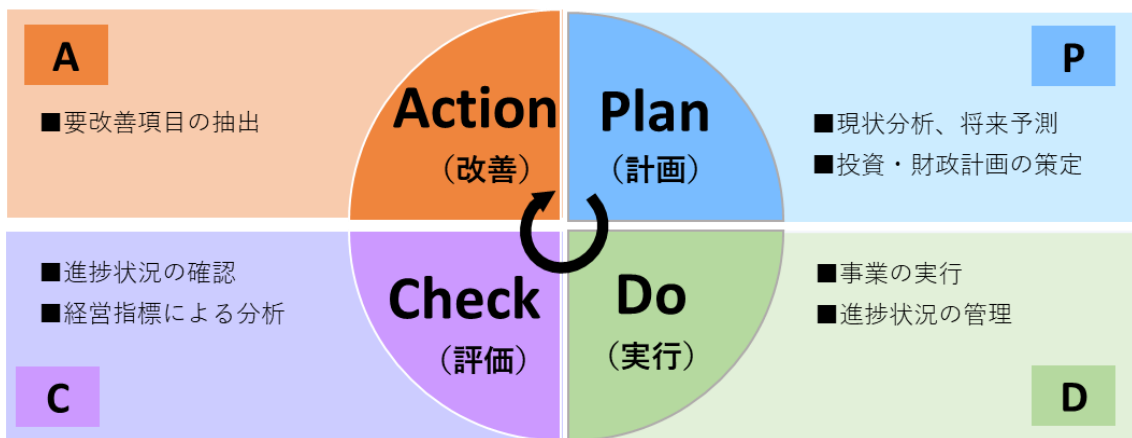 A
■要改善項目の抽出
Action
（改善）
Plan
（計画）
P
■現状分析、将来予測
■投資・財政計画の策定
■進捗状況の確認
■経営指標による分析
C
Check
（評価）
Do
（実行）
■事業の実行
■進捗状況の管理
D